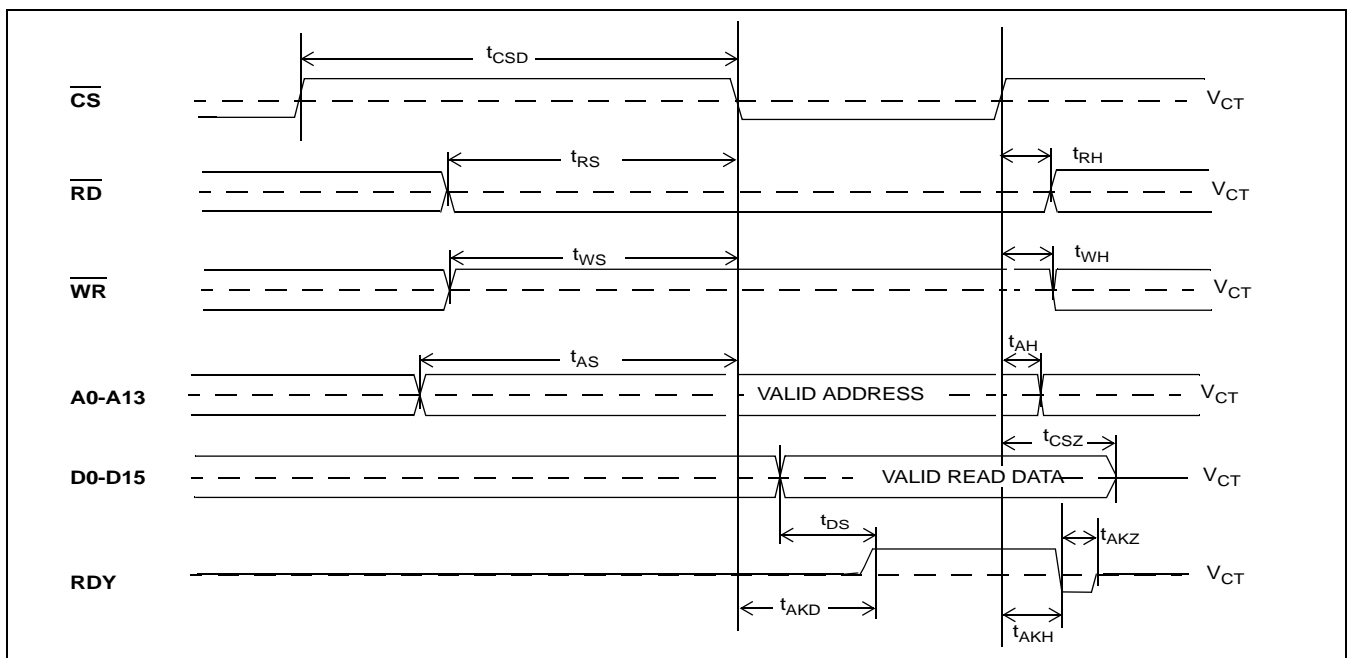 tCSD
CS VCT
tRS tRH
RD VCT
tWS tWH
WR VCT
tAS tAH
A0-A13 VALID ADDRESS VCT
tCSZ
D0-D15 VALID READ DATA VCT
tDS tAKZ
RDY VCT
tAKD tAKH